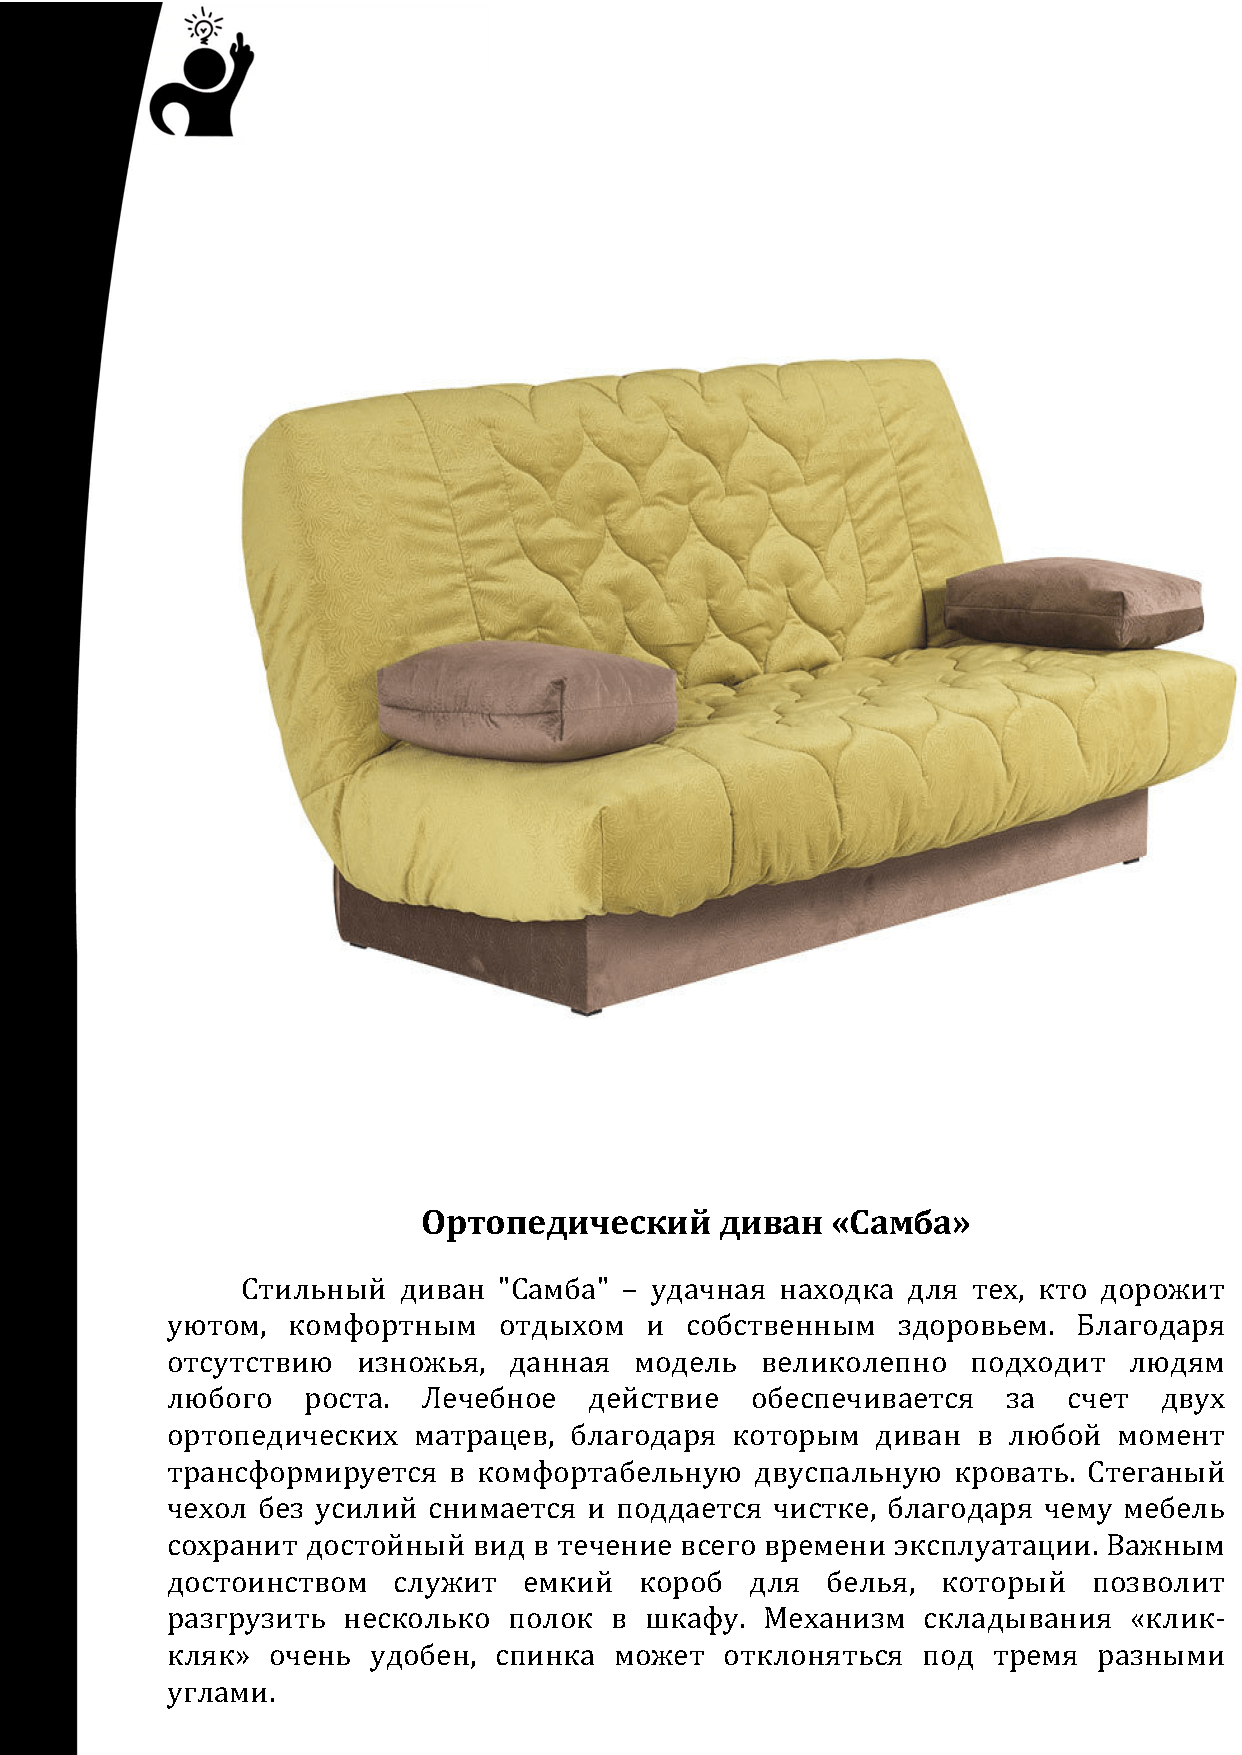 Ортопедический диван «Самба»
Стильный диван "Самба" – удачная находка для тех, кто дорожит
уютом, комфортным отдыхом и собственным здоровьем. Благодаря
отсутствию изножья, данная модель великолепно подходит людям
любого роста. Лечебное действие обеспечивается за счет двух
ортопедических матрацев, благодаря которым диван в любой момент
трансформируется в комфортабельную двуспальную кровать. Стеганый
чехол без усилий снимается и поддается чистке, благодаря чему мебель
сохранит достойный вид в течение всего времени эксплуатации. Важным
достоинством служит емкий короб для белья, который позволит
разгрузить несколько полок в шкафу. Механизм складывания «клик-
кляк» очень удобен, спинка может отклоняться под тремя разными
углами.